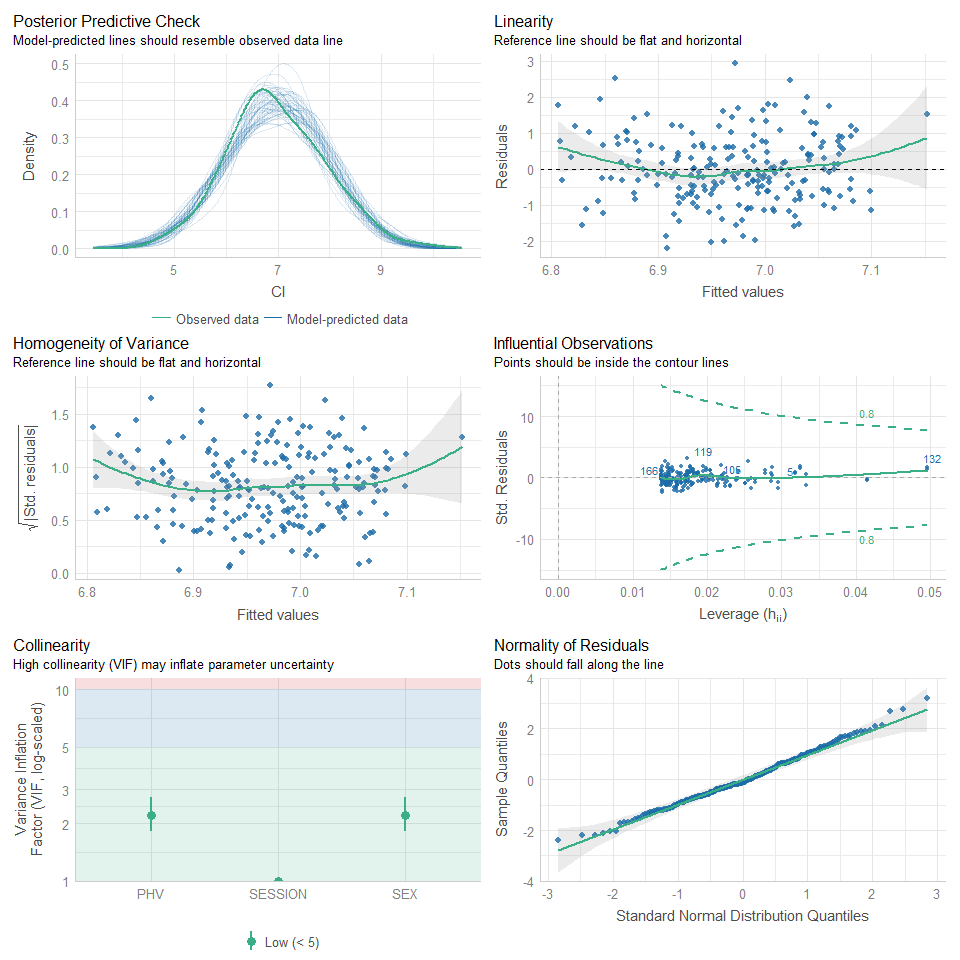 Posterior Predictive Check
Model-predicted lines should resemble observed data line
0.5
0.4
0.3
0.2
0.1
0.0
Density
5
7
9
CI
Observed data
Model-predicted data
Linearity
Reference line should be flat and horizontal
3
2
1
0
-1
-2
Residuals
6.8
6.9
7.0
7.1
Fitted values
Homogeneity of Variance
Reference line should be flat and horizontal
1.5
1.0
0.5
0.0
√|Std. residuals|
6.8
6.9
7.0
7.1
Fitted values
Influential Observations
Points should be inside the contour lines
10
0
-10
Std. Residuals
0.8
119
166
105
5
132
0.8
0.00
0.01
0.02
0.03
0.04
0.05
Leverage (hii)
Collinearity
High collinearity (VIF) may inflate parameter uncertainty
10
5
3
2
1
Variance Inflation
Factor (VIF, log-scaled)
PHV
SESSION
SEX
Low (< 5)
Normality of Residuals
Dots should fall along the line
4
2
0
-2
-4
Sample Quantiles
-3
-2
-1
0
1
2
3
Standard Normal Distribution Quantiles